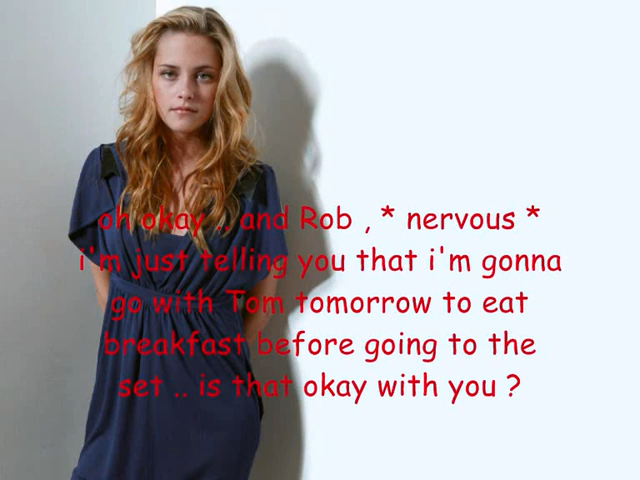 oh okay .. and Rob , * nervous *
i'm just telling you that i'm gonna
go with Tom tomorrow to eat
breakfast before going to the
set .. is that okay with you ?